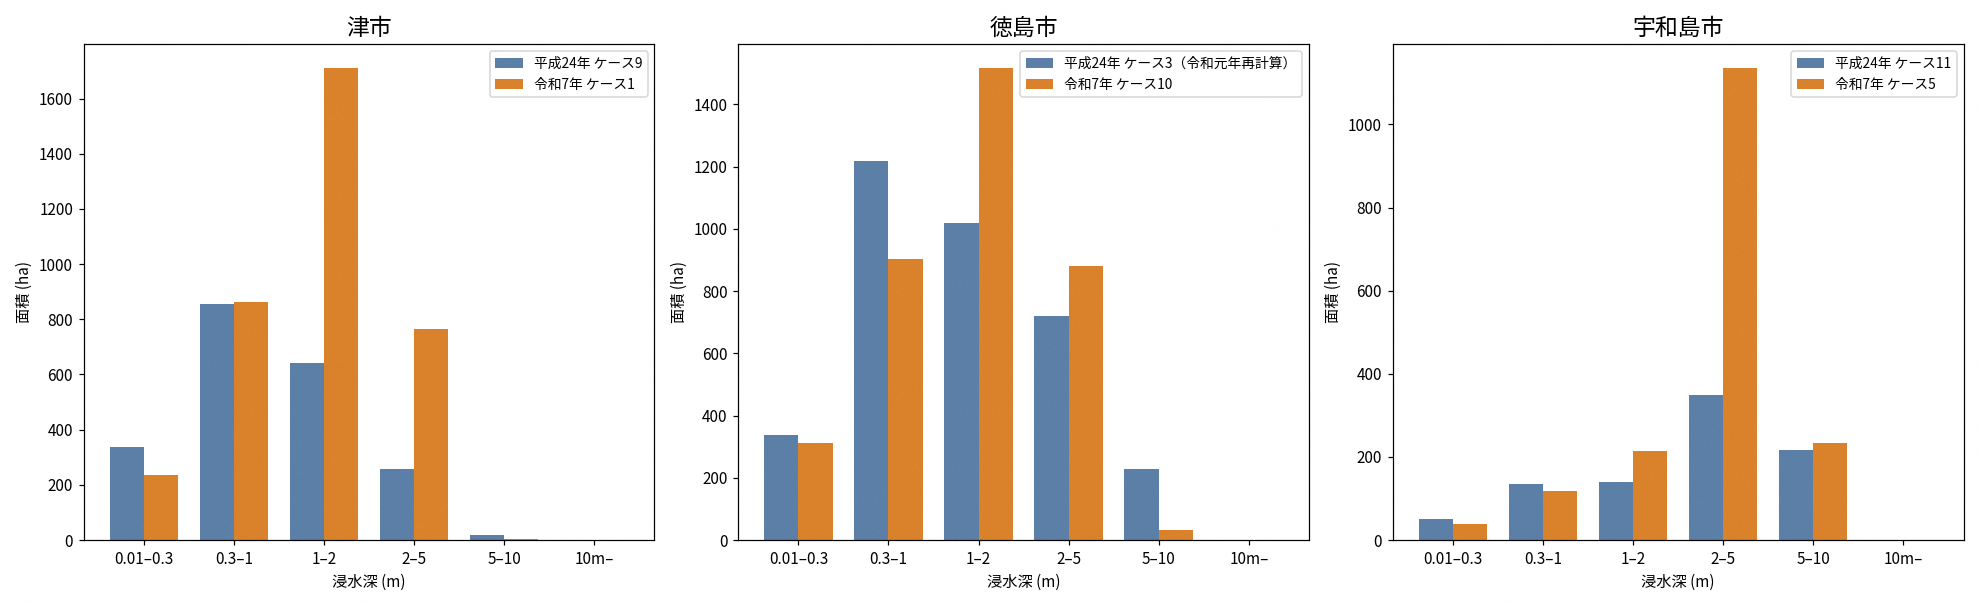 津市
平成24年 ケース9
令和7年 ケース1
面積 (ha)
1600
1400
1200
1000
800
600
400
200
0
0.01–0.3 0.3–1 1–2 2–5 5–10 10m–
浸水深 (m)
徳島市
平成24年 ケース3（令和元年再計算）
令和7年 ケース10
面積 (ha)
1400
1200
1000
800
600
400
200
0
0.01–0.3 0.3–1 1–2 2–5 5–10 10m–
浸水深 (m)
宇和島市
平成24年 ケース11
令和7年 ケース5
面積 (ha)
1000
800
600
400
200
0
0.01–0.3 0.3–1 1–2 2–5 5–10 10m–
浸水深 (m)